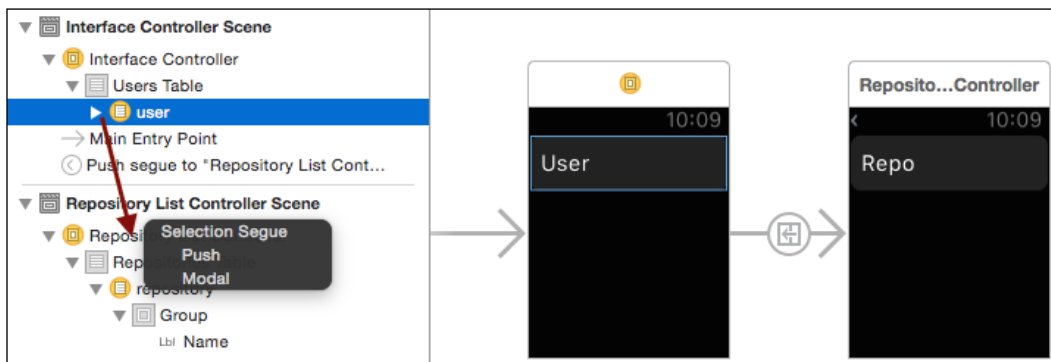 Interface Controller Scene
Interface Controller
Users Table
user
Main Entry Point
Push segue to "Repository List Cont...
Repository List Controller Scene
Selection Segue
Push
Modal
repository
Group
Lbl Name
10:09
User
Reposito...Controller
10:09
Repo